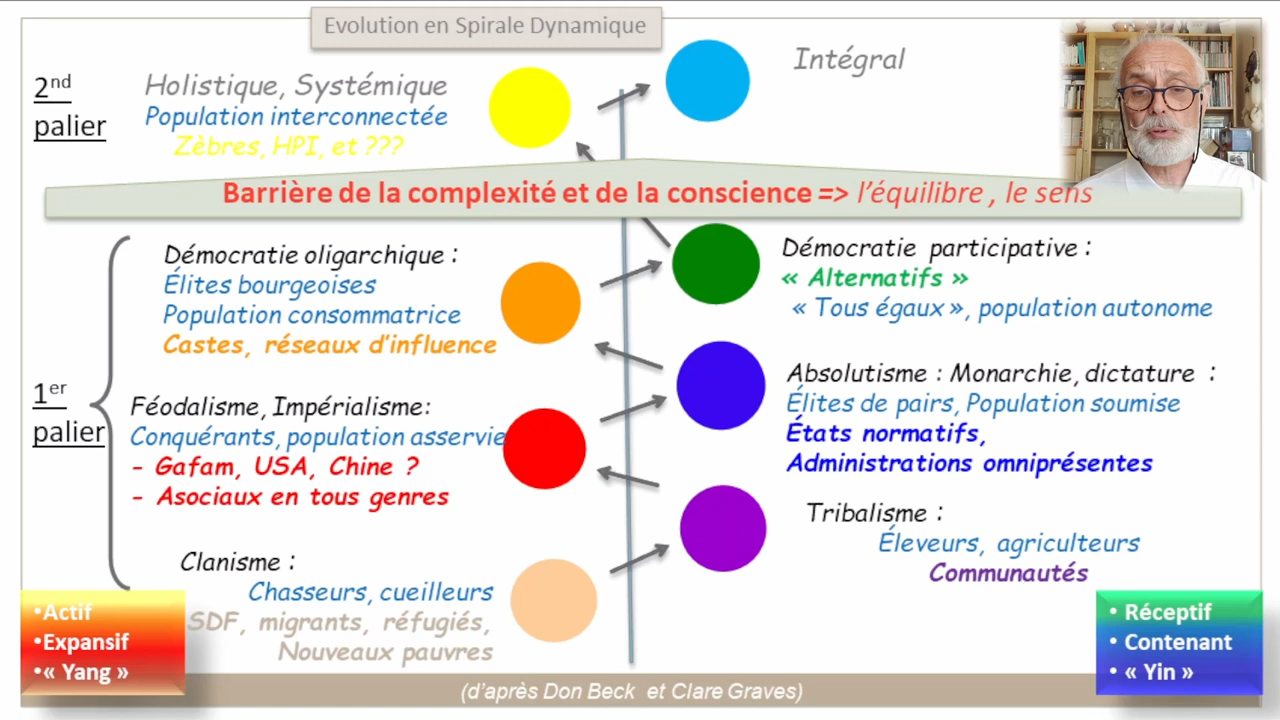 Evolution en Spirale Dynamique
2nd
palier
Holistique, Systémique
Population interconnectée
Zèbres, HPI, et ???
Intégral
Barrière de la complexité et de la conscience => l'équilibre , le sens
1er
palier
Démocratie oligarchique :
Élites bourgeoises
Population consommatrice
Castes, réseaux d'influence
Démocratie participative :
« Alternatifs »
« Tous égaux », population autonome
Féodalisme, Impérialisme:
Conquérants, population asservie
- Gafam, USA, Chine ?
- Asociaux en tous genres
Absolutisme : Monarchie, dictature :
Élites de pairs, Population soumise
États normatifs,
Administrations omniprésentes
Clanisme :
Chasseurs, cueilleurs
SDF, migrants, réfugiés,
Nouveaux pauvres
Tribalisme :
Éleveurs, agriculteurs
Communautés
•Actif
•Expansif
•« Yang »
• Réceptif
• Contenant
• « Yin »
(d'après Don Beck et Clare Graves)